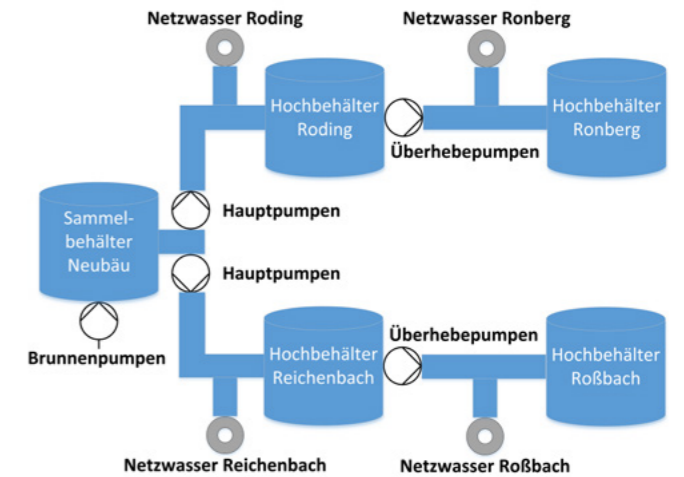 Netzwasser Roding
Netzwasser Ronberg
Hochbehälter
Roding
Hochbehälter
Ronberg
Überhebepumpen
Sammel-
behälter
Neubäu
Hauptpumpen
Hauptpumpen
Brunnenpumpen
Überhebepumpen
Hochbehälter
Reichenbach
Hochbehälter
Roßbach
Netzwasser Reichenbach
Netzwasser Roßbach